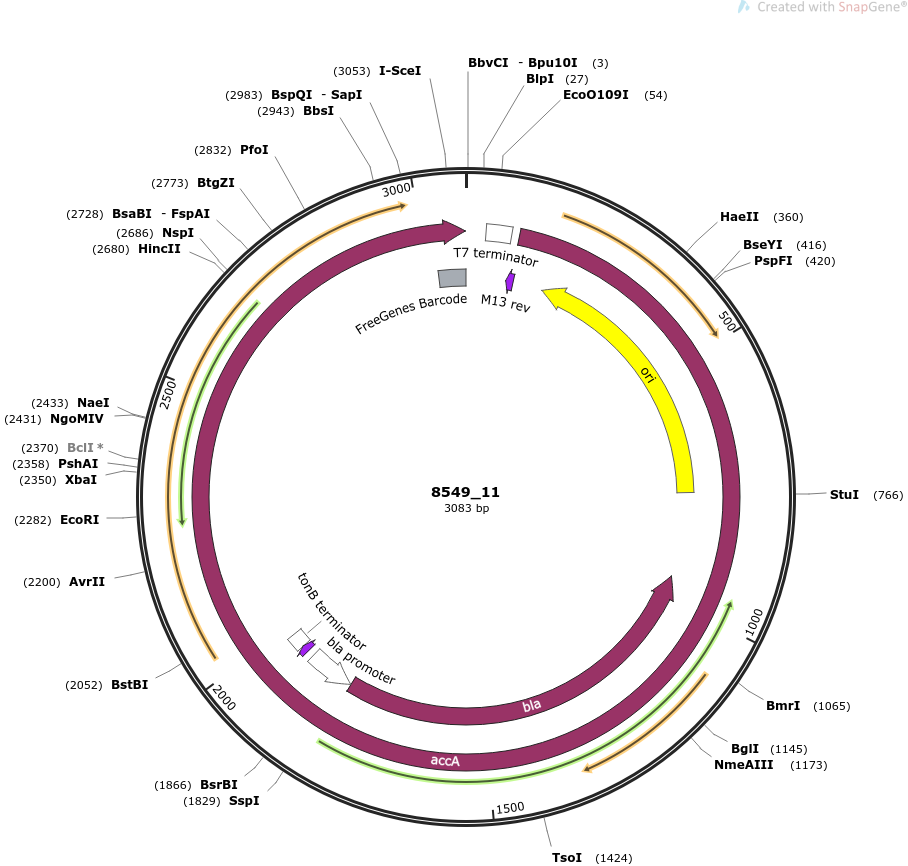 Created with SnapGene®
(3053) I-SceI
BbvCI - Bpu10I (3)
BlpI (27)
EcoO109I (54)
(2983) BspQI - SapI
(2943) BbsI
(2832) PfoI
(2773) BtgZI
(2728) BsaBI - FspAI
(2686) NspI
(2680) HincII
3000
HaeII (360)
BseYI (416)
PspFI (420)
T7 terminator
FreeGenes Barcode
M13 rev
500
ori
2500
(2433) NaeI
(2431) NgoMIV
(2370) BclI *
(2358) PshAI
(2350) XbaI
(2282) EcoRI
(2200) AvrII
8549_11
3083 bp
StuI (766)
tonB terminator
bla promoter
bla
accA
1000
(2052) BstBI
2000
BmrI (1065)
BglI (1145)
NmeAIII (1173)
(1866) BsrBI
(1829) SspI
1500
TsoI (1424)